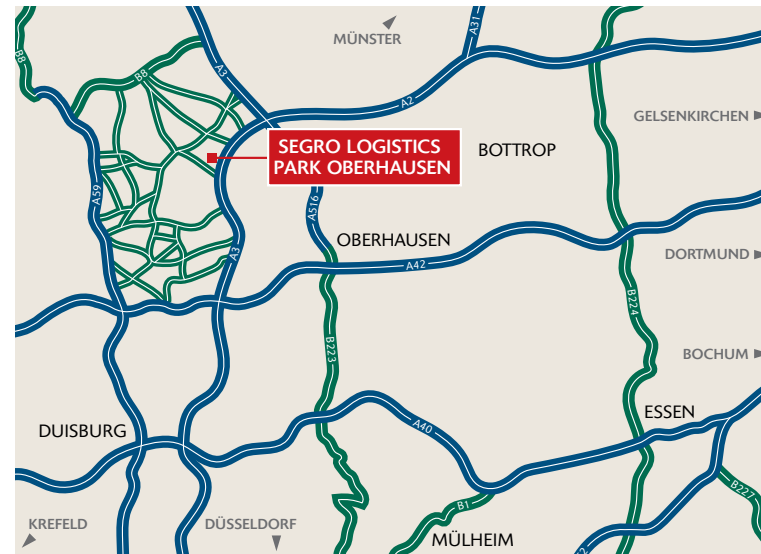 A31
MÜNSTER
B8
A3
B8
A2
GELSENKIRCHEN
SEGRO LOGISTICS
PARK OBERHAUSEN
BOTTROP
A59
A516
OBERHAUSEN
A3
DORTMUND
A42
B224
B223
BOCHUM
ESSEN
DUISBURG
A40
B227
B1
KREFELD
DÜSSELDORF
MÜLHEIM